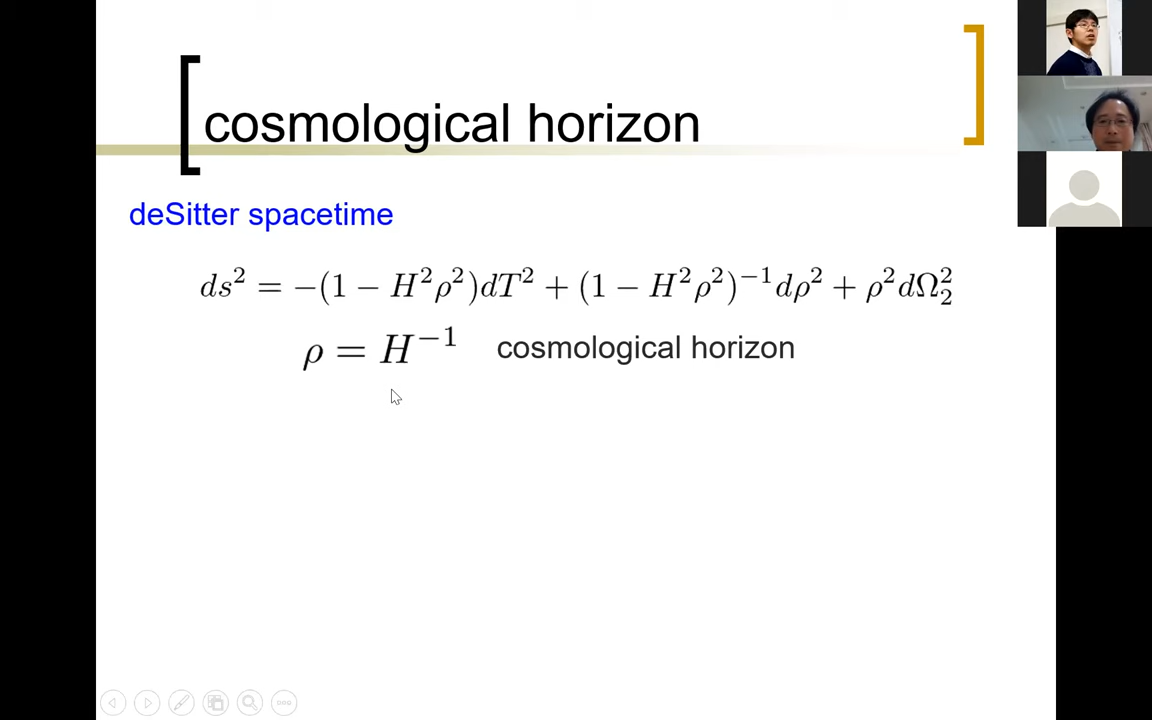 cosmological horizon
deSitter spacetime
ds² = −(1 − H²ρ²)dT² + (1 − H²ρ²)⁻¹dρ² + ρ²dΩ₂²
ρ = H⁻¹ cosmological horizon